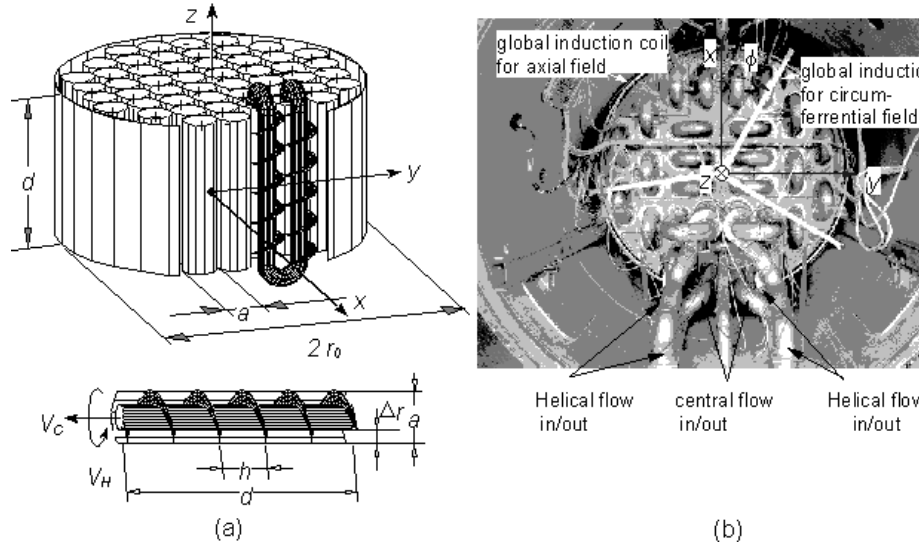 z
d
y
x
a
2 r₀
V_C
V_H
h
d
Δr
a
(a)
global induction coil
for axial field
X
ϕ
global induction
for circum-
ferrential field
Z
y
Helical flow
in/out
central flow
in/out
Helical flow
in/out
(b)